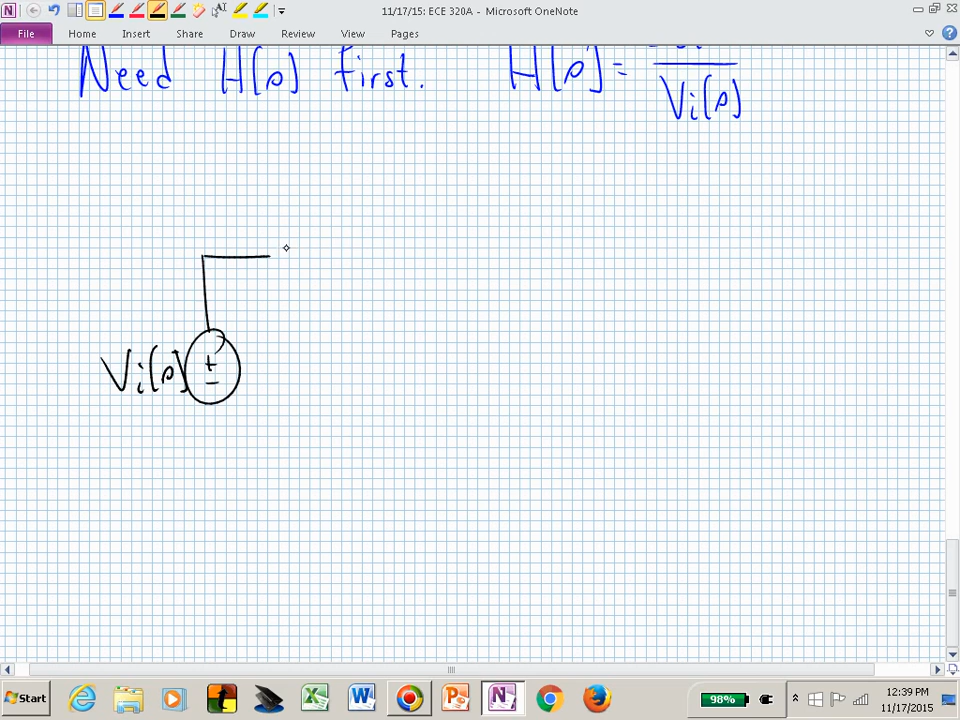 11/17/15: ECE 320A - Microsoft OneNote
File Home Insert Share Draw Review View Pages
Need H(s) first. H(s) =
Vi(s)
Vi(s) + -
Start 98% 12:39 PM
11/17/2015